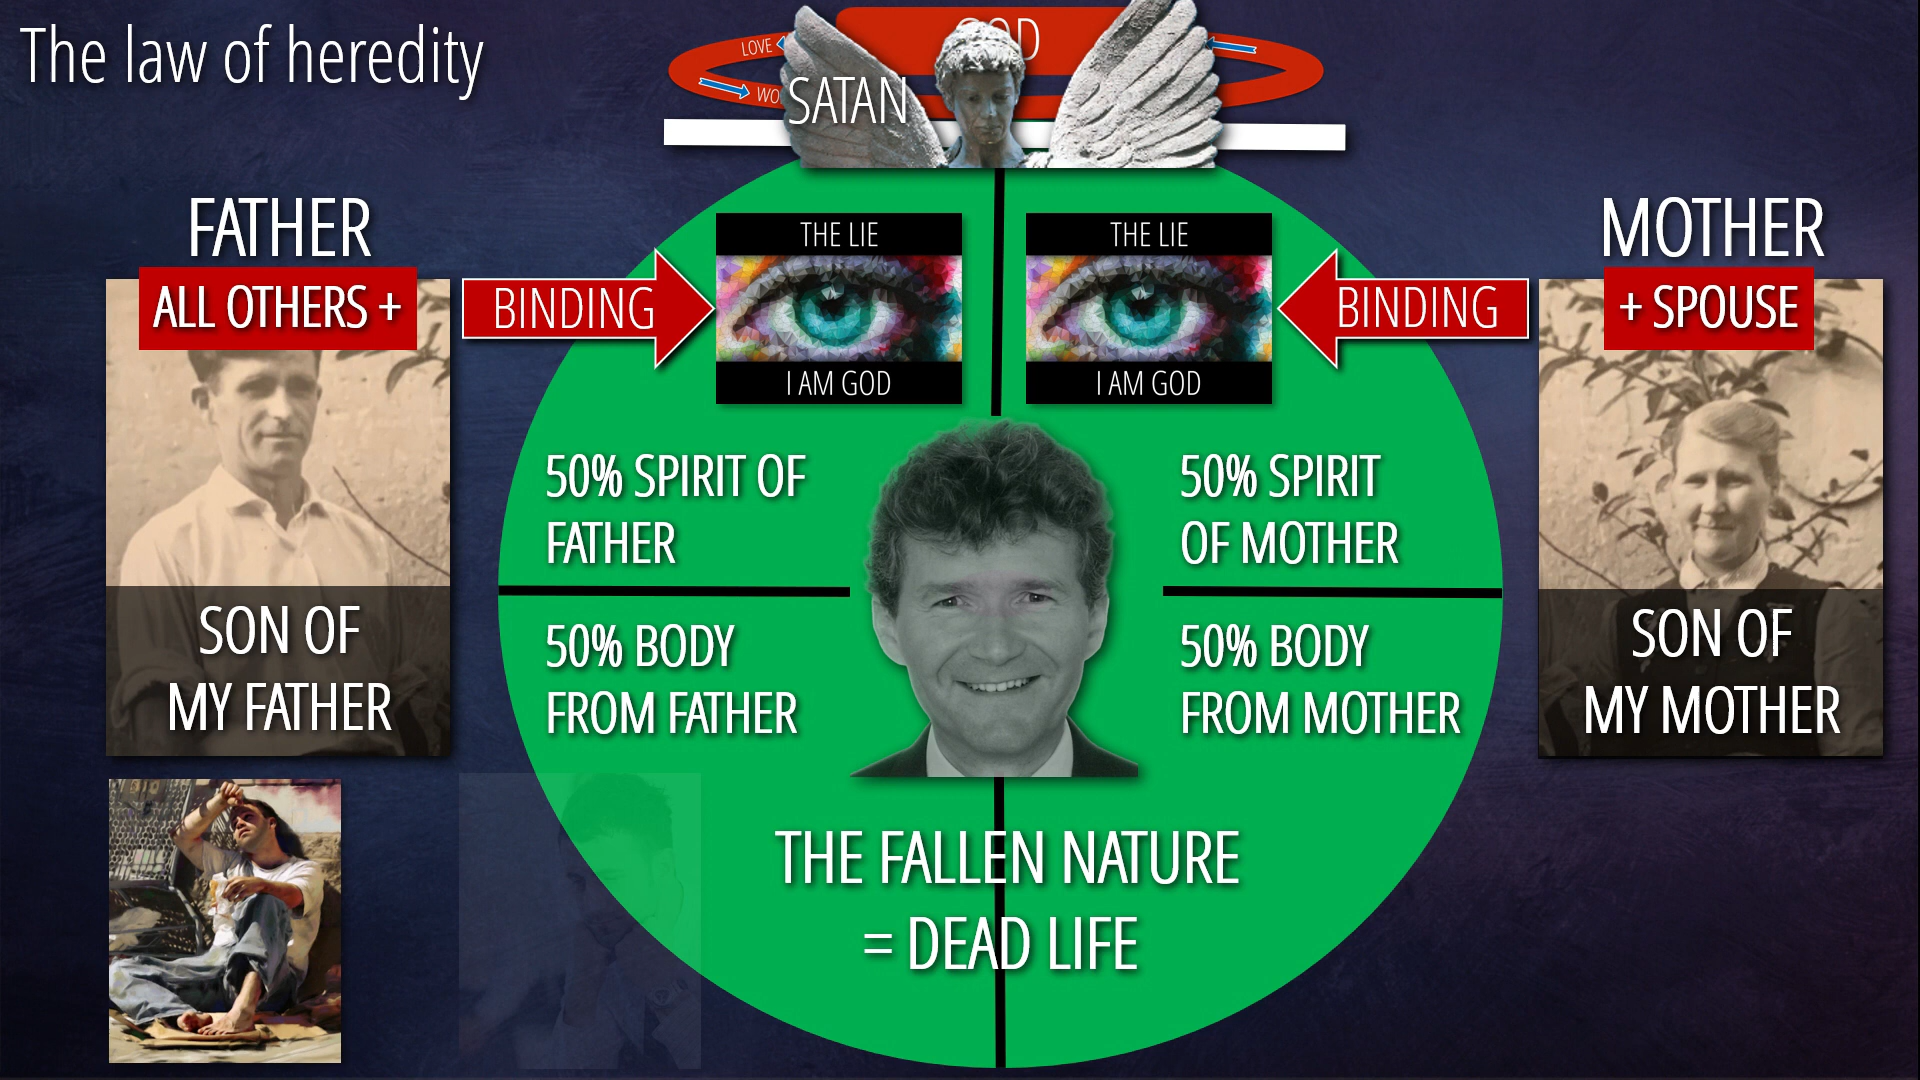 The law of heredity
LOVE
SATAN
FATHER
ALL OTHERS +
MOTHER
+ SPOUSE
BINDING
THE LIE
I AM GOD
THE LIE
I AM GOD
BINDING
50% SPIRIT OF
FATHER
50% SPIRIT
OF MOTHER
50% BODY
FROM FATHER
50% BODY
FROM MOTHER
SON OF
MY FATHER
SON OF
MY MOTHER
THE FALLEN NATURE
= DEAD LIFE